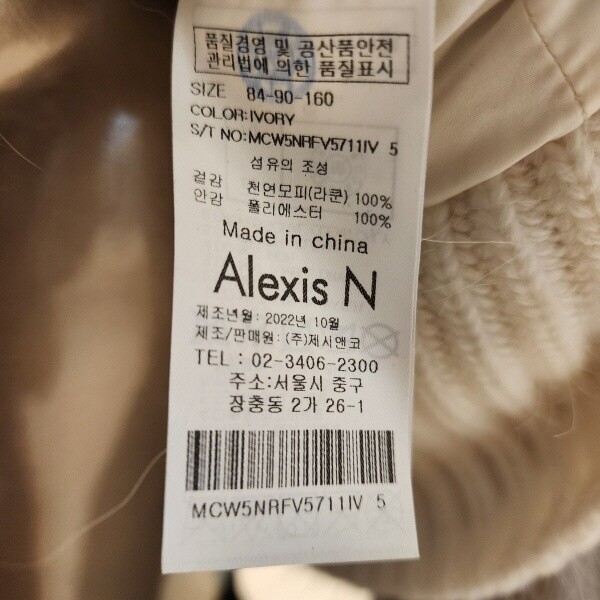 품질경영 및 공산품안전
관리법에 의한 품질표시
SIZE 84-90-160
COLOR:IVORY
S/T NO:MCW5NRFV5711IV 5
섬유의 조성
겉감 천연모피(라쿤) 100%
안감 폴리에스터 100%
Made in china
Alexis N
제조년월: 2022년 10월
제조/판매원: (주)제시앤코
TEL : 02-3406-2300
주소:서울시 중구
장충동 2가 26-1
MCW5NRFV5711IV 5